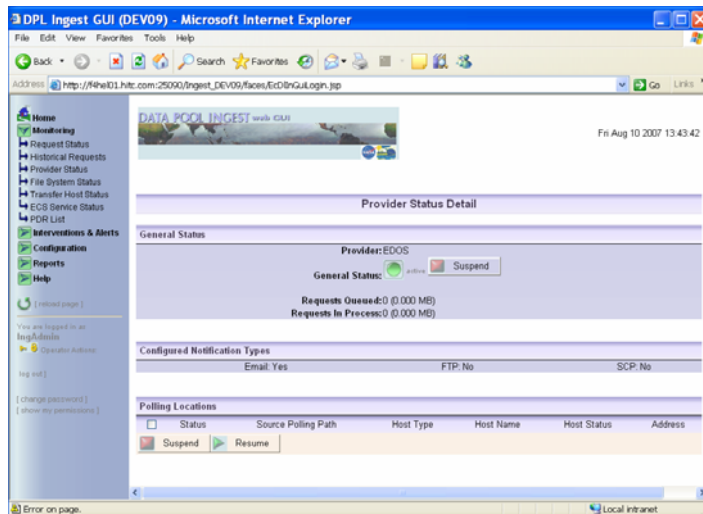 DPL Ingest GUI (DEV09) - Microsoft Internet Explorer
File Edit View Favorites Tools Help
Back Search Favorites
Address http://f4hel01.hitc.com:25090/Ingest_DEV09/faces/EcDlInGuiLogin.jsp Go Links
Home
Monitoring
Request Status
Historical Requests
Provider Status
File System Status
Transfer Host Status
ECS Service Status
PDR List
Interventions & Alerts
Configuration
Reports
Help
[ reload page ]
You are logged in as
IngAdmin
Operator Actions
log out ]
[ change password ]
[ show my permissions ]
DATA POOL INGEST web GUI
Fri Aug 10 2007 13:43:42
Provider Status Detail
General Status
Provider: EDOS
General Status: active Suspend
Requests Queued: 0 (0.000 MB)
Requests In Process: 0 (0.000 MB)
Configured Notification Types
Email: Yes FTP: No SCP: No
Polling Locations
Status Source Polling Path Host Type Host Name Host Status Address
Suspend Resume
Error on page. Local intranet